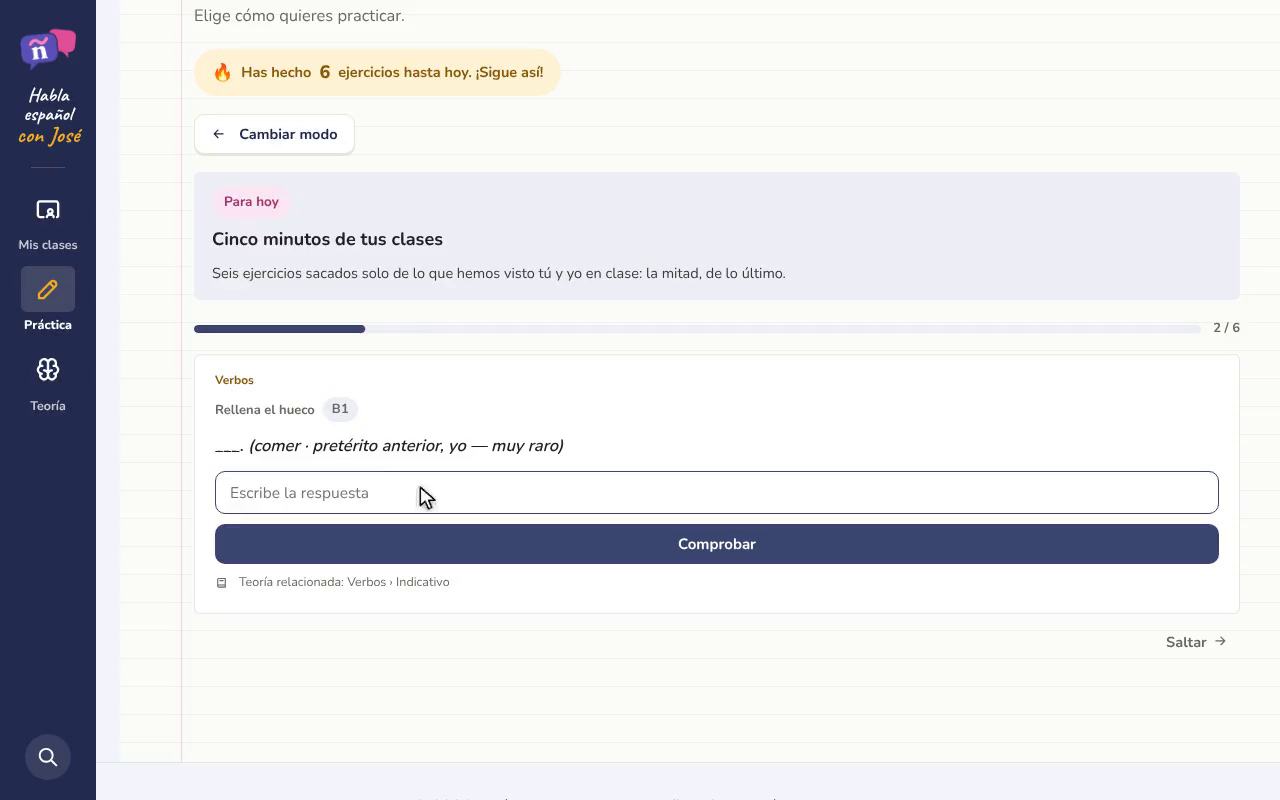 Elige cómo quieres practicar.
ñ
Habla
español
con José
🔥 Has hecho 6 ejercicios hasta hoy. ¡Sigue así!
← Cambiar modo
Para hoy
Cinco minutos de tus clases
Seis ejercicios sacados solo de lo que hemos visto tú y yo en clase: la mitad, de lo último.
2 / 6
Verbos
Rellena el hueco B1
___. (comer · pretérito anterior, yo — muy raro)
Escribe la respuesta
Comprobar
Teoría relacionada: Verbos › Indicativo
Saltar →
Mis clases
Práctica
Teoría